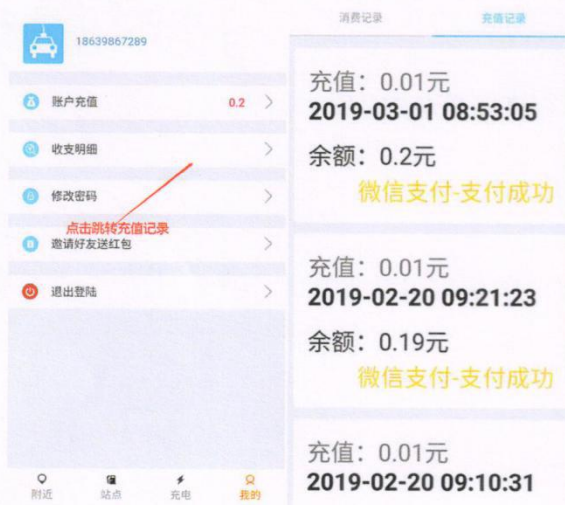 18639867289
账户充值 0.2
收支明细
修改密码
点击跳转充值记录
邀请好友送红包
退出登陆
附近 站点 充电 我的
消费记录 充值记录
充值：0.01元
2019-03-01 08:53:05
余额：0.2元
微信支付-支付成功
充值：0.01元
2019-02-20 09:21:23
余额：0.19元
微信支付-支付成功
充值：0.01元
2019-02-20 09:10:31